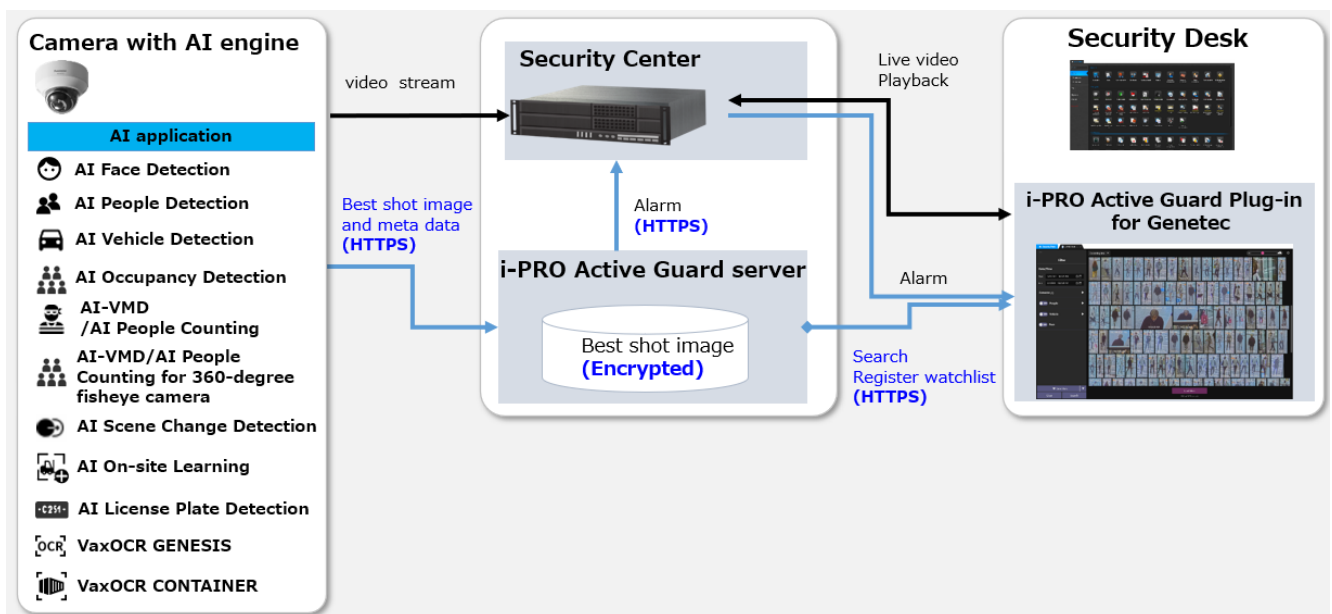 Camera with AI engine
AI application
AI Face Detection
AI People Detection
AI Vehicle Detection
AI Occupancy Detection
AI-VMD
/AI People Counting
AI-VMD/AI People
Counting for 360-degree
fisheye camera
AI Scene Change Detection
AI On-site Learning
AI License Plate Detection
OCR
VaxOCR GENESIS
VaxOCR CONTAINER
video stream
Best shot image
and meta data
(HTTPS)
Security Center
Alarm
(HTTPS)
i-PRO Active Guard server
Best shot image
(Encrypted)
Live video
Playback
Alarm
Search
Register watchlist
(HTTPS)
Security Desk
i-PRO Active Guard Plug-in
for Genetec